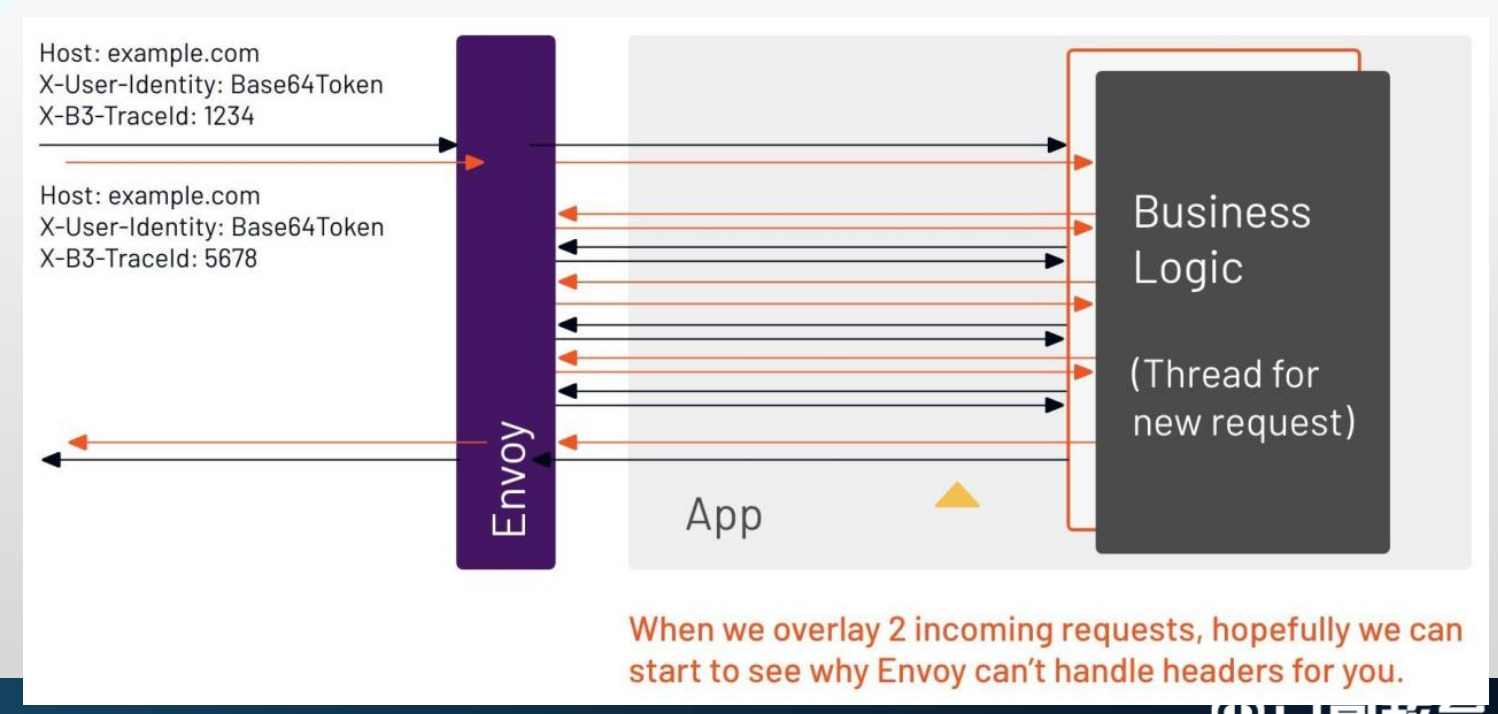 Host: example.com
X-User-Identity: Base64Token
X-B3-TraceId: 1234
Host: example.com
X-User-Identity: Base64Token
X-B3-TraceId: 5678
Envoy
App
Business
Logic
(Thread for
new request)
When we overlay 2 incoming requests, hopefully we can
start to see why Envoy can't handle headers for you.